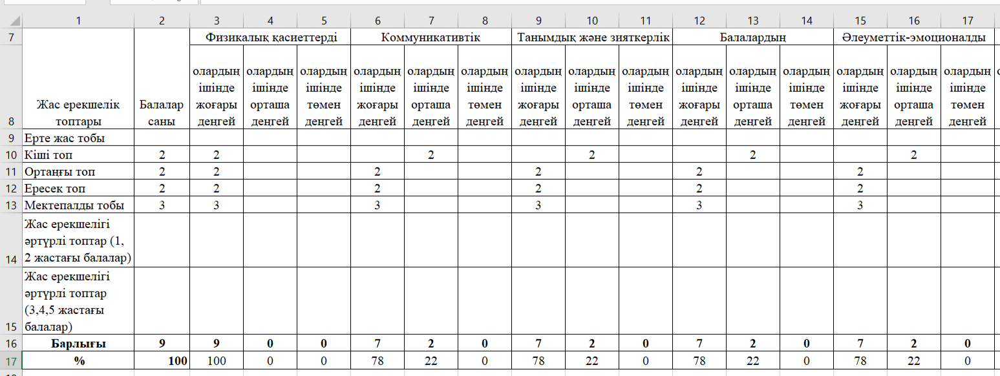 1 2 3 4 5 6 7 8 9 10 11 12 13 14 15 16 17
7 Физикалық қасиеттерді Коммуникативтік Танымдық және зияткерлік Балалардың Әлеуметтік-эмоционалды
олардың олардың олардың олардың олардың олардың олардың олардың олардың олардың олардың олардың олардың олардың олардың
ішінде ішінде ішінде ішінде ішінде ішінде ішінде ішінде ішінде ішінде ішінде ішінде ішінде ішінде ішінде
Жас ерекшелік Балалар жоғары орташа төмен жоғары орташа төмен жоғары орташа төмен жоғары орташа төмен жоғары орташа төмен
8 топтары саны деңгей деңгей деңгей деңгей деңгей деңгей деңгей деңгей деңгей деңгей деңгей деңгей деңгей деңгей деңгей
9 Ерте жас тобы
10 Кіші топ 2 2 2 2 2 2
11 Ортаңғы топ 2 2 2 2 2 2
12 Ересек топ 2 2 2 2 2 2
13 Мектепалды тобы 3 3 3 3 3 3
Жас ерекшелігі
әртүрлі топтар (1,
14 2 жастағы балалар)
Жас ерекшелігі
әртүрлі топтар
(3,4,5 жастағы
15 балалар)
16 Барлығы 9 9 0 0 7 2 0 7 2 0 7 2 0 7 2 0
17 % 100 100 0 0 78 22 0 78 22 0 78 22 0 78 22 0